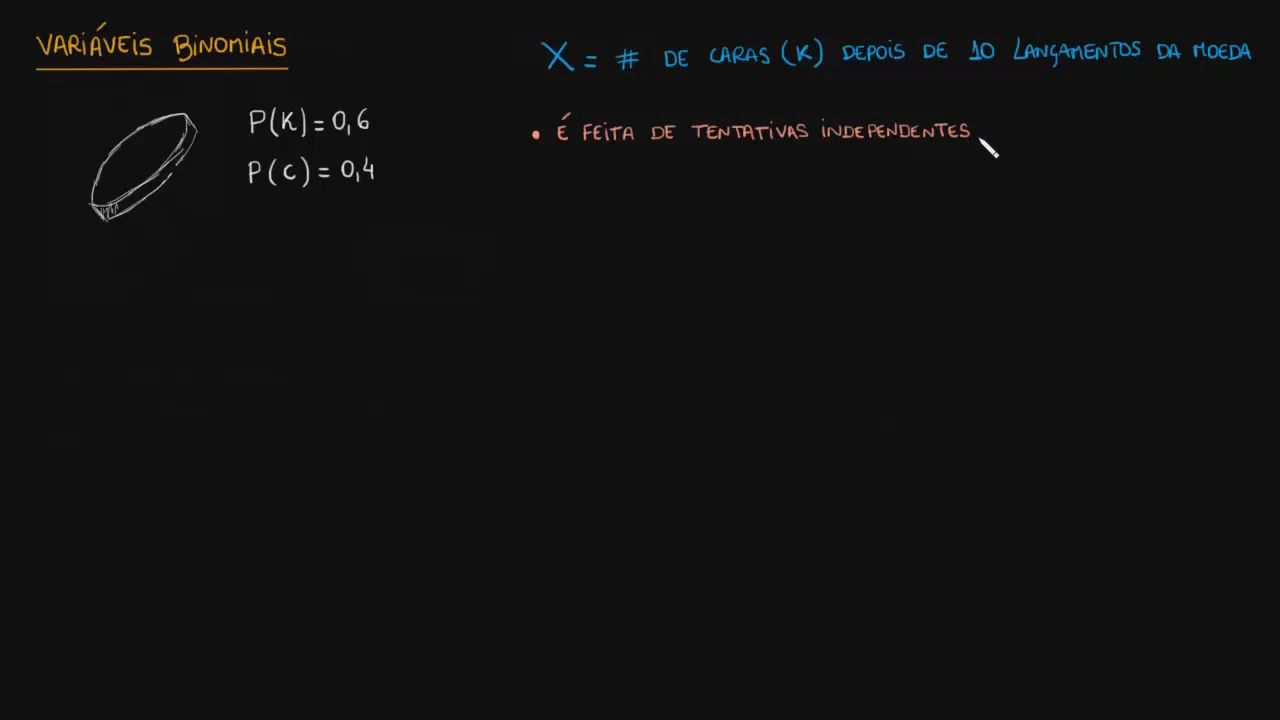 VARIÁVEIS BINOMIAIS
X = # DE CARAS (K) DEPOIS DE 10 LANÇAMENTOS DA MOEDA
P(K) = 0,6
P(C) = 0,4
• É FEITA DE TENTATIVAS INDEPENDENTES